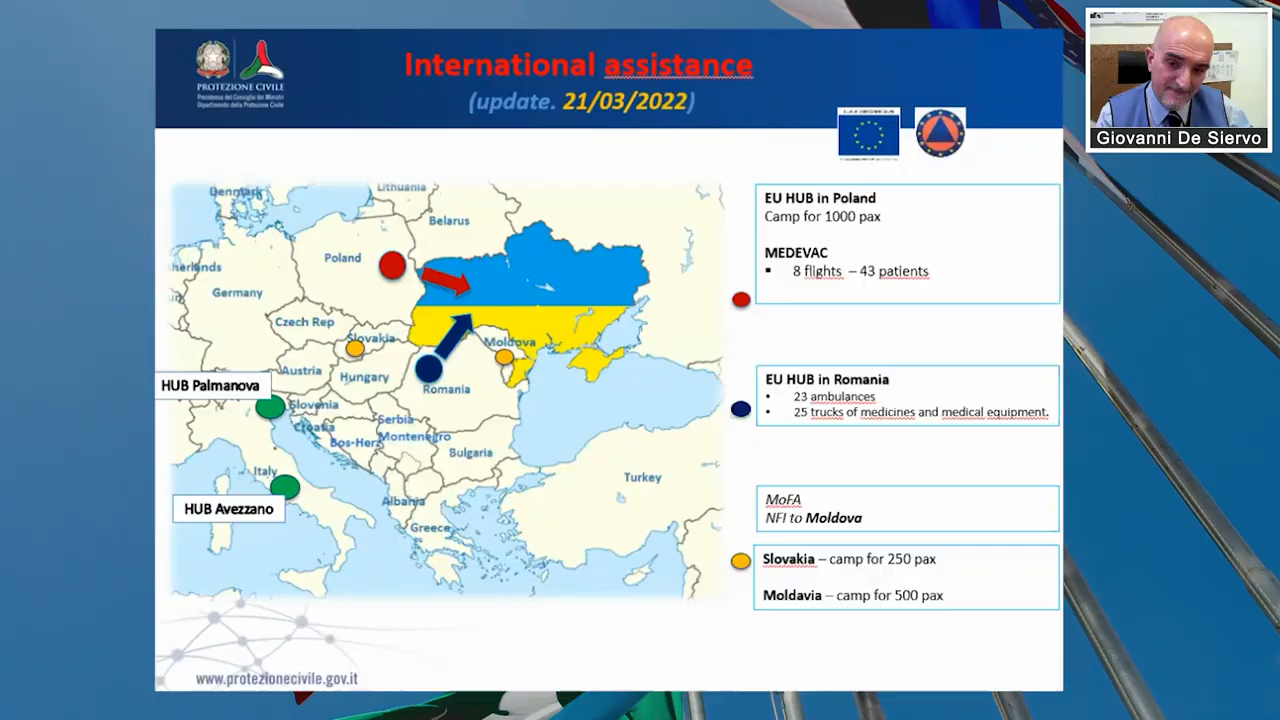 PROTEZIONE CIVILE
Presidenza del Consiglio dei Ministri
Dipartimento della Protezione Civile
International assistance
(update. 21/03/2022)
Giovanni De Siervo
Denmark
Lithuania
Belarus
Poland
herlands
Germany
Czech Rep
Slovakia
Moldova
Austria
Hungary
Romania
HUB Palmanova
Slovenia
Croatia
Serbia
Bos-Herz
Montenegro
Bulgaria
Italy
Turkey
Albania
HUB Avezzano
Greece
EU HUB in Poland
Camp for 1000 pax
MEDEVAC
▪ 8 flights – 43 patients
EU HUB in Romania
• 23 ambulances
• 25 trucks of medicines and medical equipment.
MoFA
NFI to Moldova
Slovakia – camp for 250 pax
Moldavia – camp for 500 pax
www.protezionecivile.gov.it